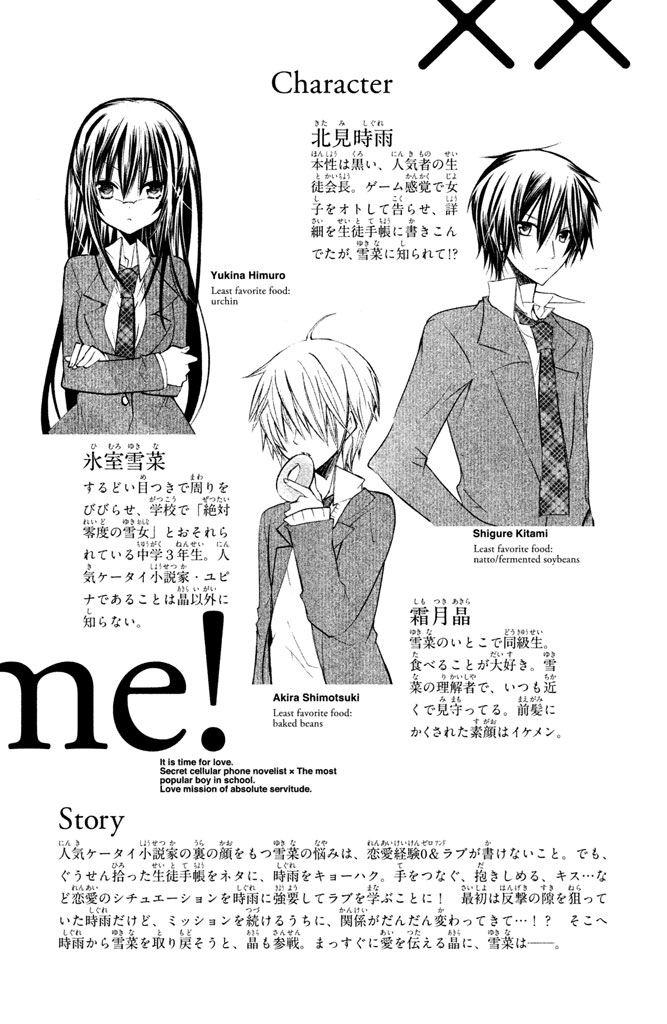 ××
Character
北見時雨
本性は黒い、人気者の生
徒会長。ゲーム感覚で女
子をオトして告らせ、詳
細を生徒手帳に書きこん
でたが、雪菜に知られて!?
Yukina Himuro
Least favorite food:
urchin
氷室雪菜
するどい目つきで周りを
びびらせ、学校で「絶対
零度の雪女」とおそれら
れている中学3年生。人
気ケータイ小説家・ユピ
ナであることは晶以外に
知らない。
Shigure Kitami
Least favorite food:
natto/fermented soybeans
霜月晶
雪菜のいとこで同級生。
食べることが大好き。雪
菜の理解者で、いつも近
くで見守ってる。前髪に
かくされた素顔はイケメン。
Akira Shimotsuki
Least favorite food:
baked beans
me!
It is time for love.
Secret cellular phone novelist × The most
popular boy in school.
Love mission of absolute servitude.
Story
人気ケータイ小説家の裏の顔をもつ雪菜の悩みは、恋愛経験0&ラブが書けないこと。でも、
ぐうぜん拾った生徒手帳をネタに、時雨をキョーハク。手をつなぐ、抱きしめる、キス…な
ど恋愛のシチュエーションを時雨に強要してラブを学ぶことに! 最初は反撃の隙を狙って
いた時雨だけど、ミッションを続けるうちに、関係がだんだん変わってきて…!? そこへ
時雨から雪菜を取り戻そうと、晶も参戦。まっすぐに愛を伝える晶に、雪菜は──。